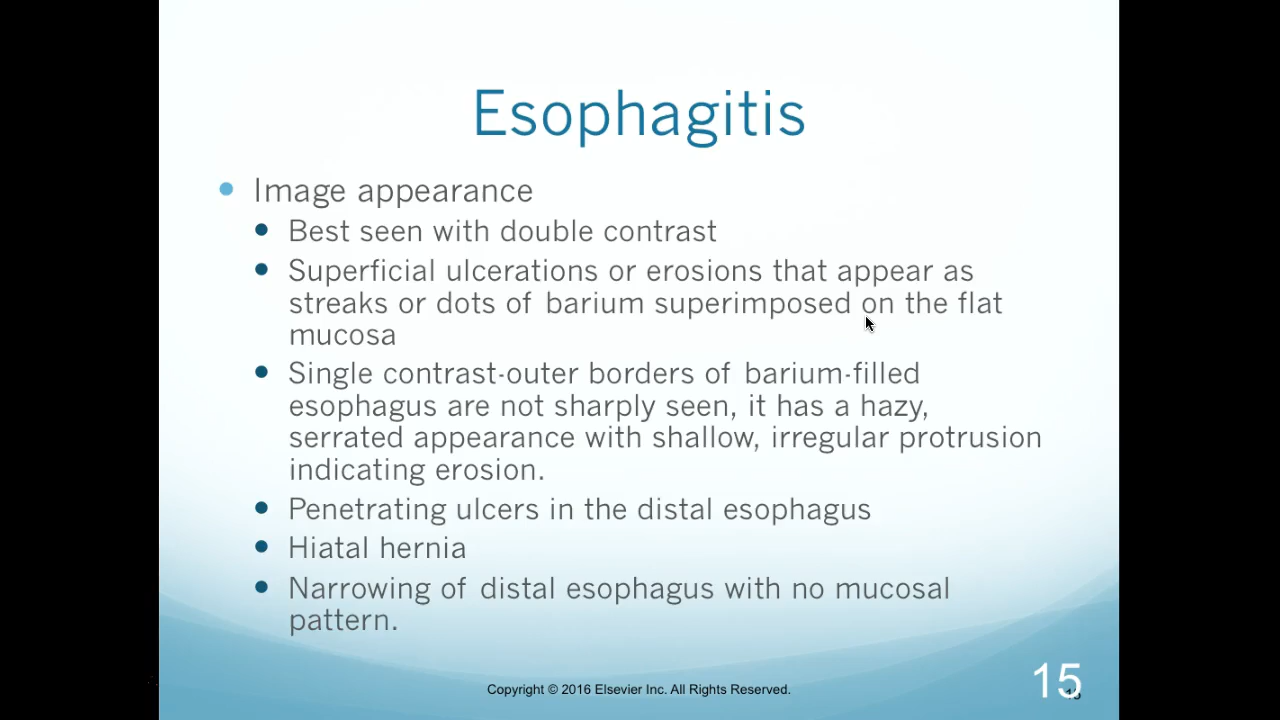 Esophagitis
Image appearance
Best seen with double contrast
Superficial ulcerations or erosions that appear as
streaks or dots of barium superimposed on the flat
mucosa
Single contrast-outer borders of barium-filled
esophagus are not sharply seen, it has a hazy,
serrated appearance with shallow, irregular protrusion
indicating erosion.
Penetrating ulcers in the distal esophagus
Hiatal hernia
Narrowing of distal esophagus with no mucosal
pattern.
Copyright © 2016 Elsevier Inc. All Rights Reserved.
15